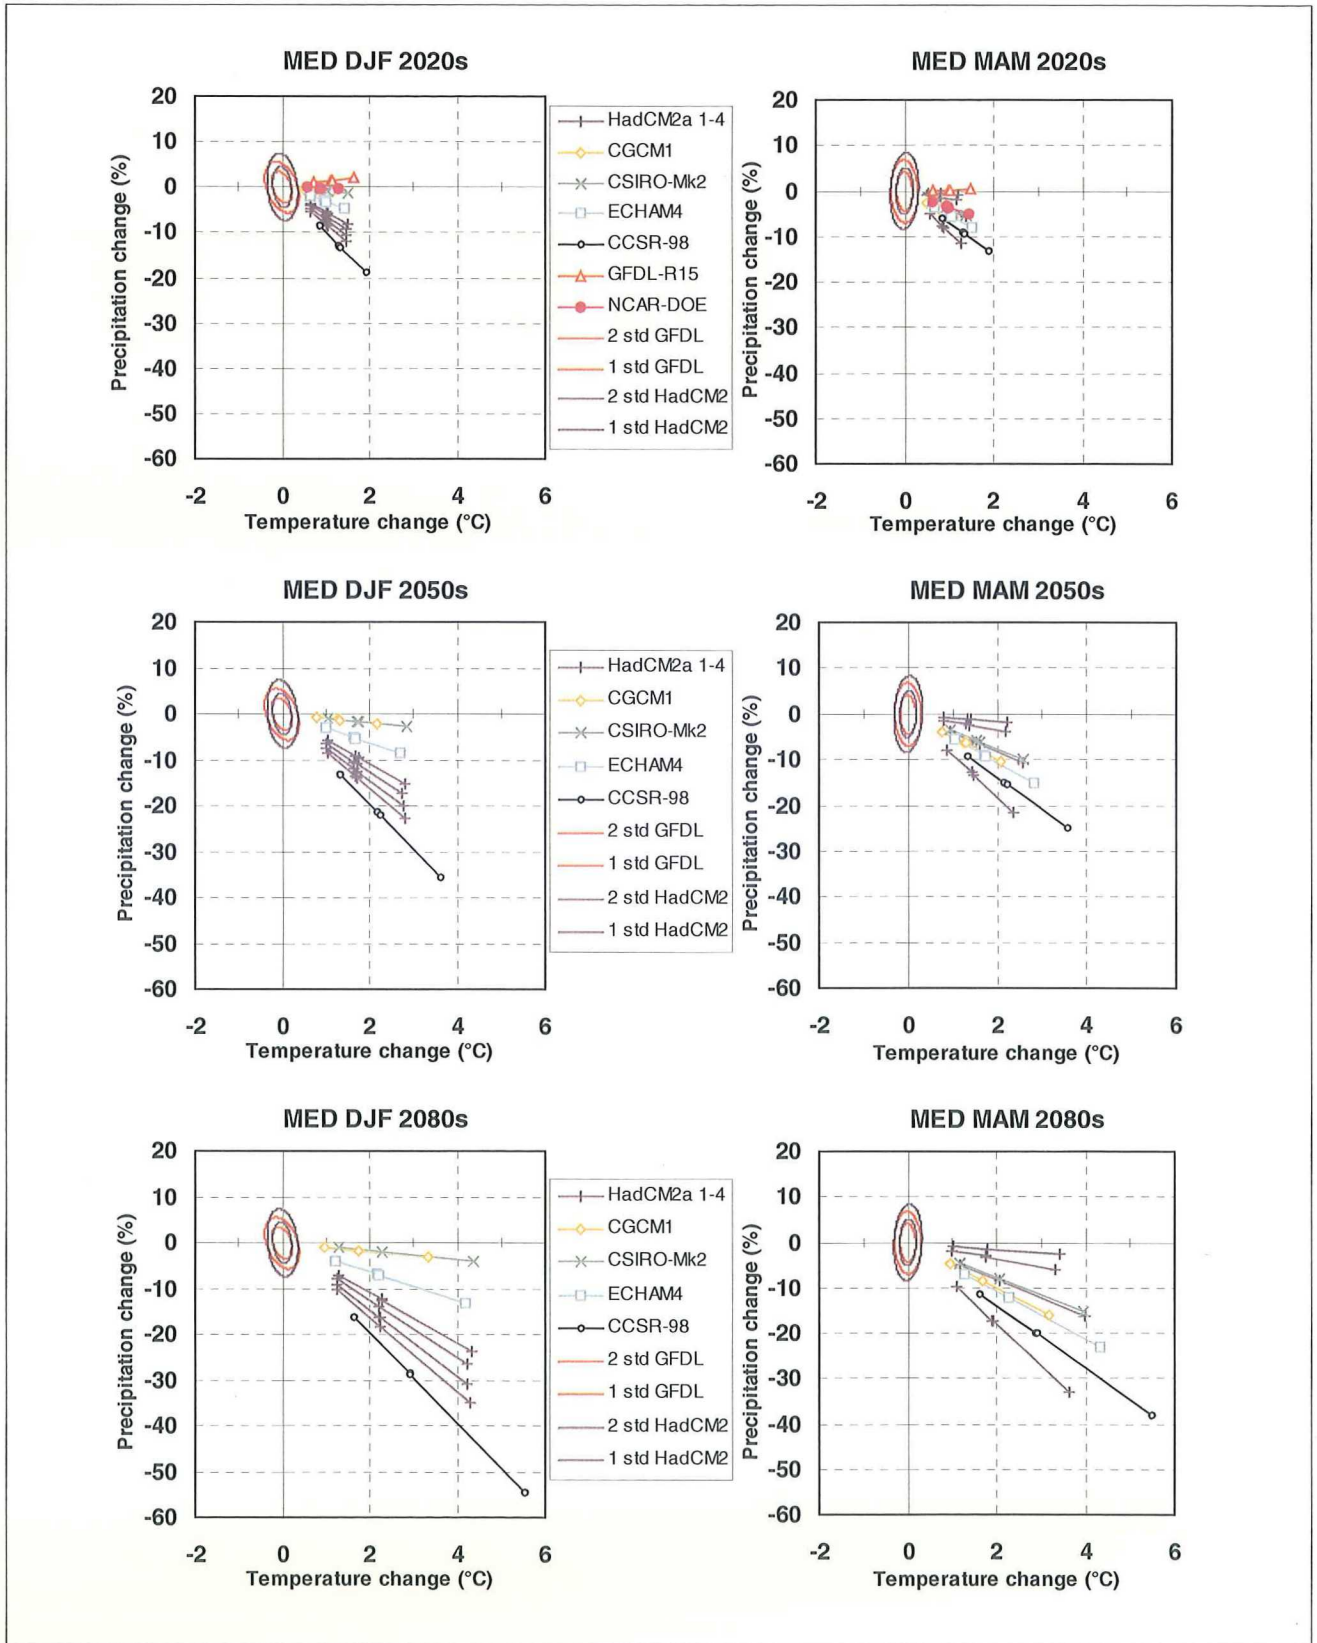 MED DJF 2020s
20
10
0
-10
-20
-30
-40
-50
-60
Precipitation change (%)
-2 0 2 4 6
Temperature change (°C)
HadCM2a 1-4
CGCM1
CSIRO-Mk2
ECHAM4
CCSR-98
GFDL-R15
NCAR-DOE
2 std GFDL
1 std GFDL
2 std HadCM2
1 std HadCM2
MED MAM 2020s
20
10
0
-10
-20
-30
-40
-50
-60
Precipitation change (%)
-2 0 2 4 6
Temperature change (°C)
MED DJF 2050s
20
10
0
-10
-20
-30
-40
-50
-60
Precipitation change (%)
-2 0 2 4 6
Temperature change (°C)
HadCM2a 1-4
CGCM1
CSIRO-Mk2
ECHAM4
CCSR-98
2 std GFDL
1 std GFDL
2 std HadCM2
1 std HadCM2
MED MAM 2050s
20
10
0
-10
-20
-30
-40
-50
-60
Precipitation change (%)
-2 0 2 4 6
Temperature change (°C)
MED DJF 2080s
20
10
0
-10
-20
-30
-40
-50
-60
Precipitation change (%)
-2 0 2 4 6
Temperature change (°C)
HadCM2a 1-4
CGCM1
CSIRO-Mk2
ECHAM4
CCSR-98
2 std GFDL
1 std GFDL
2 std HadCM2
1 std HadCM2
MED MAM 2080s
20
10
0
-10
-20
-30
-40
-50
-60
Precipitation change (%)
-2 0 2 4 6
Temperature change (°C)